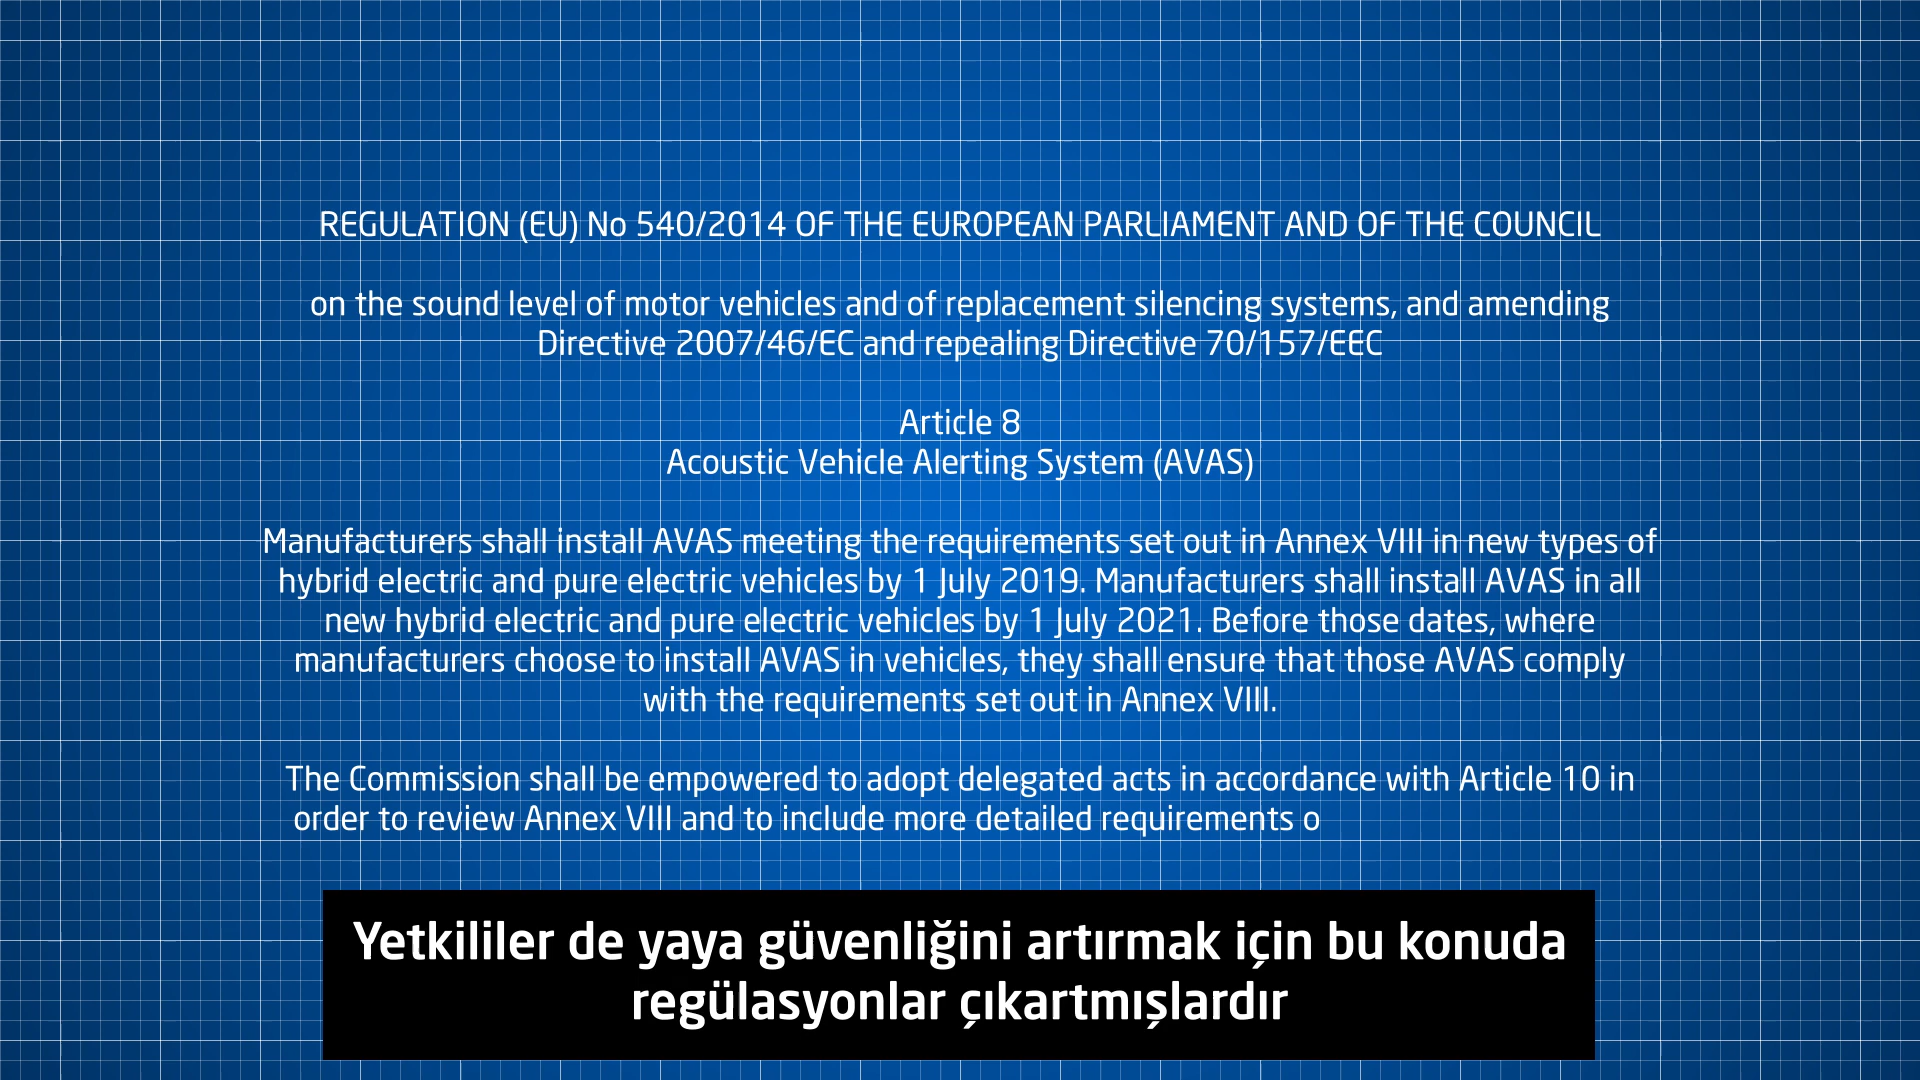 REGULATION (EU) No 540/2014 OF THE EUROPEAN PARLIAMENT AND OF THE COUNCIL
on the sound level of motor vehicles and of replacement silencing systems, and amending
Directive 2007/46/EC and repealing Directive 70/157/EEC
Article 8
Acoustic Vehicle Alerting System (AVAS)
Manufacturers shall install AVAS meeting the requirements set out in Annex VIII in new types of
hybrid electric and pure electric vehicles by 1 July 2019. Manufacturers shall install AVAS in all
new hybrid electric and pure electric vehicles by 1 July 2021. Before those dates, where
manufacturers choose to install AVAS in vehicles, they shall ensure that those AVAS comply
with the requirements set out in Annex VIII.
The Commission shall be empowered to adopt delegated acts in accordance with Article 10 in
order to review Annex VIII and to include more detailed requirements o
Yetkililer de yaya güvenliğini artırmak için bu konuda
regülasyonlar çıkartmışlardır